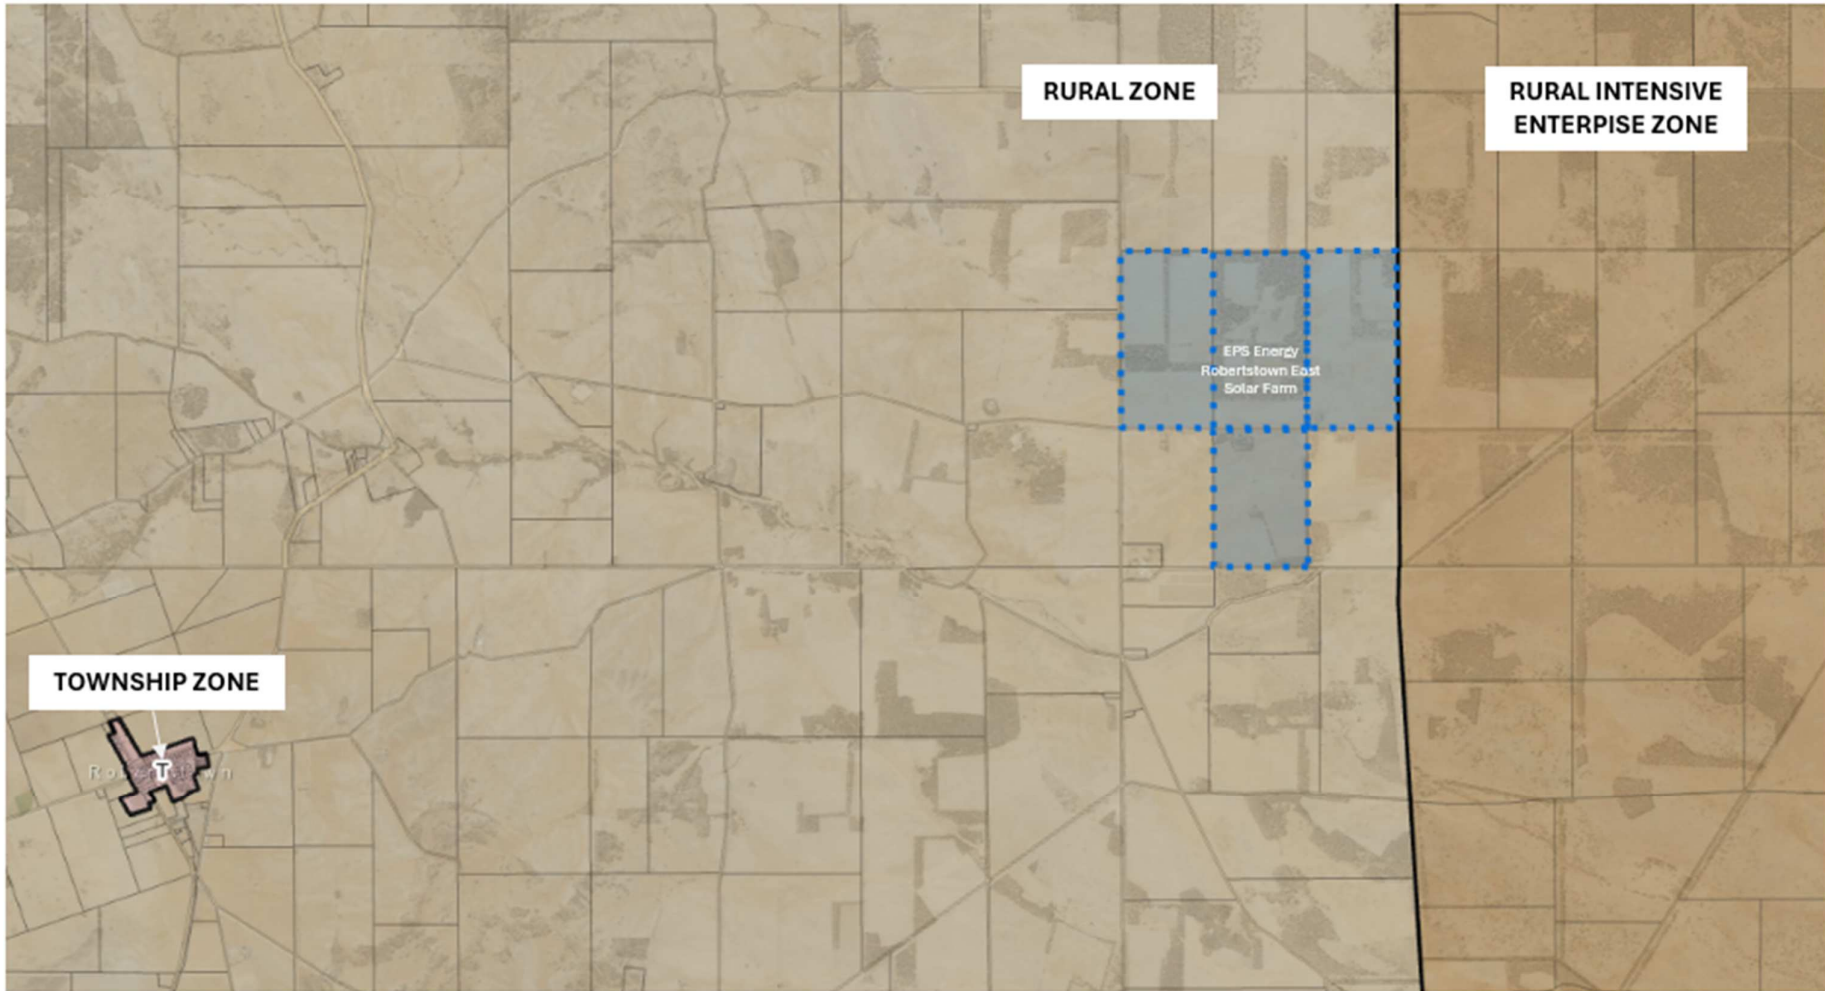 RURAL ZONE
RURAL INTENSIVE
ENTERPISE ZONE
EPS Energy
Robertstown East
Solar Farm
TOWNSHIP ZONE
T